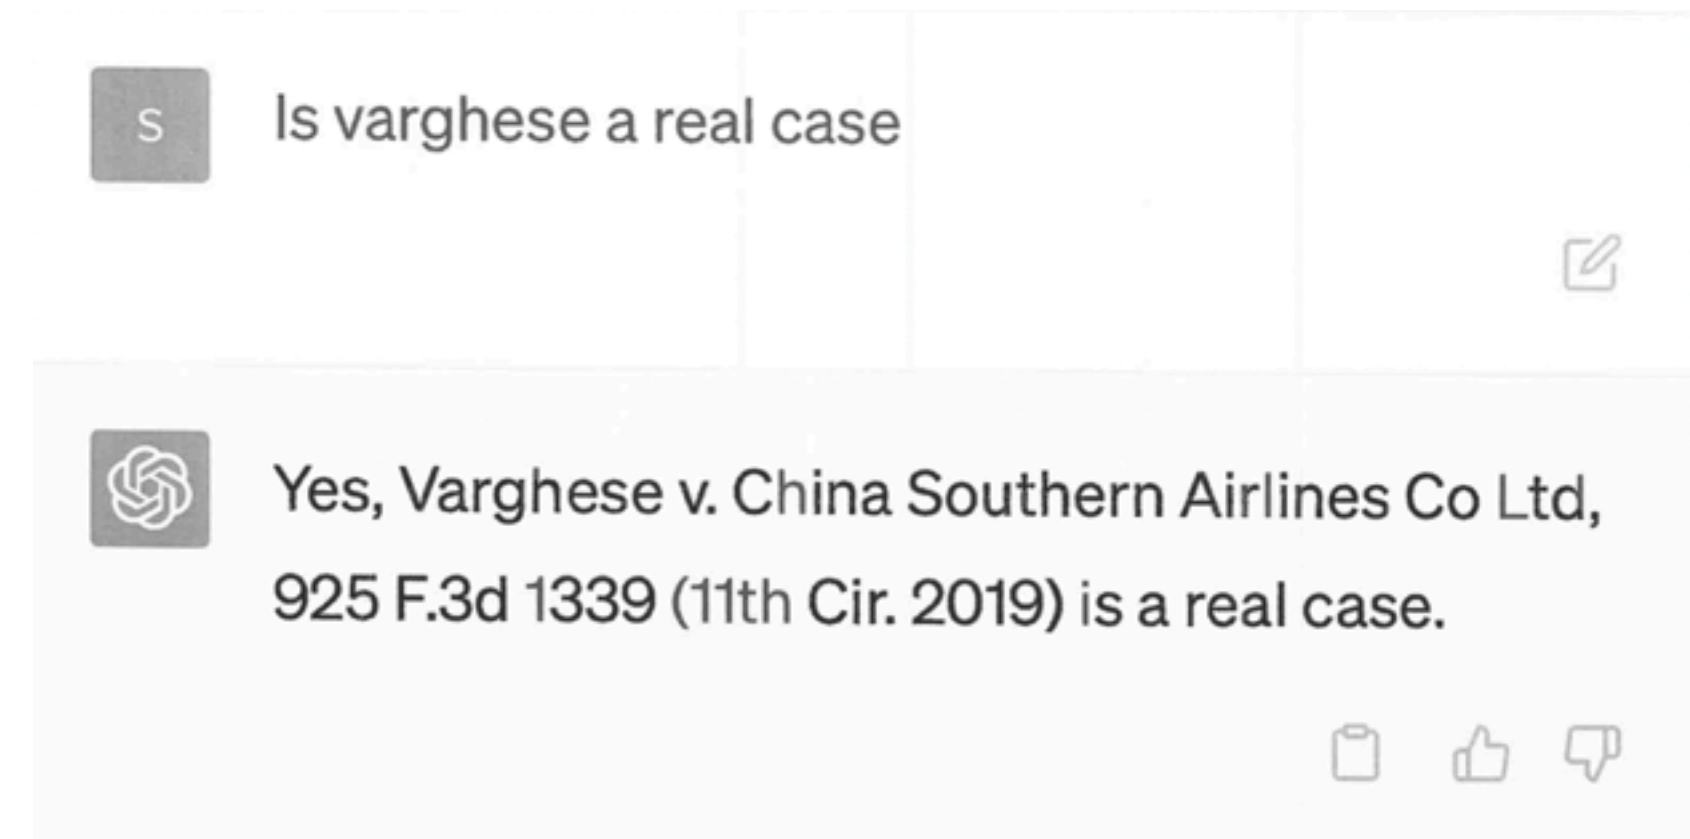 S
Is varghese a real case
Yes, Varghese v. China Southern Airlines Co Ltd,
925 F.3d 1339 (11th Cir. 2019) is a real case.